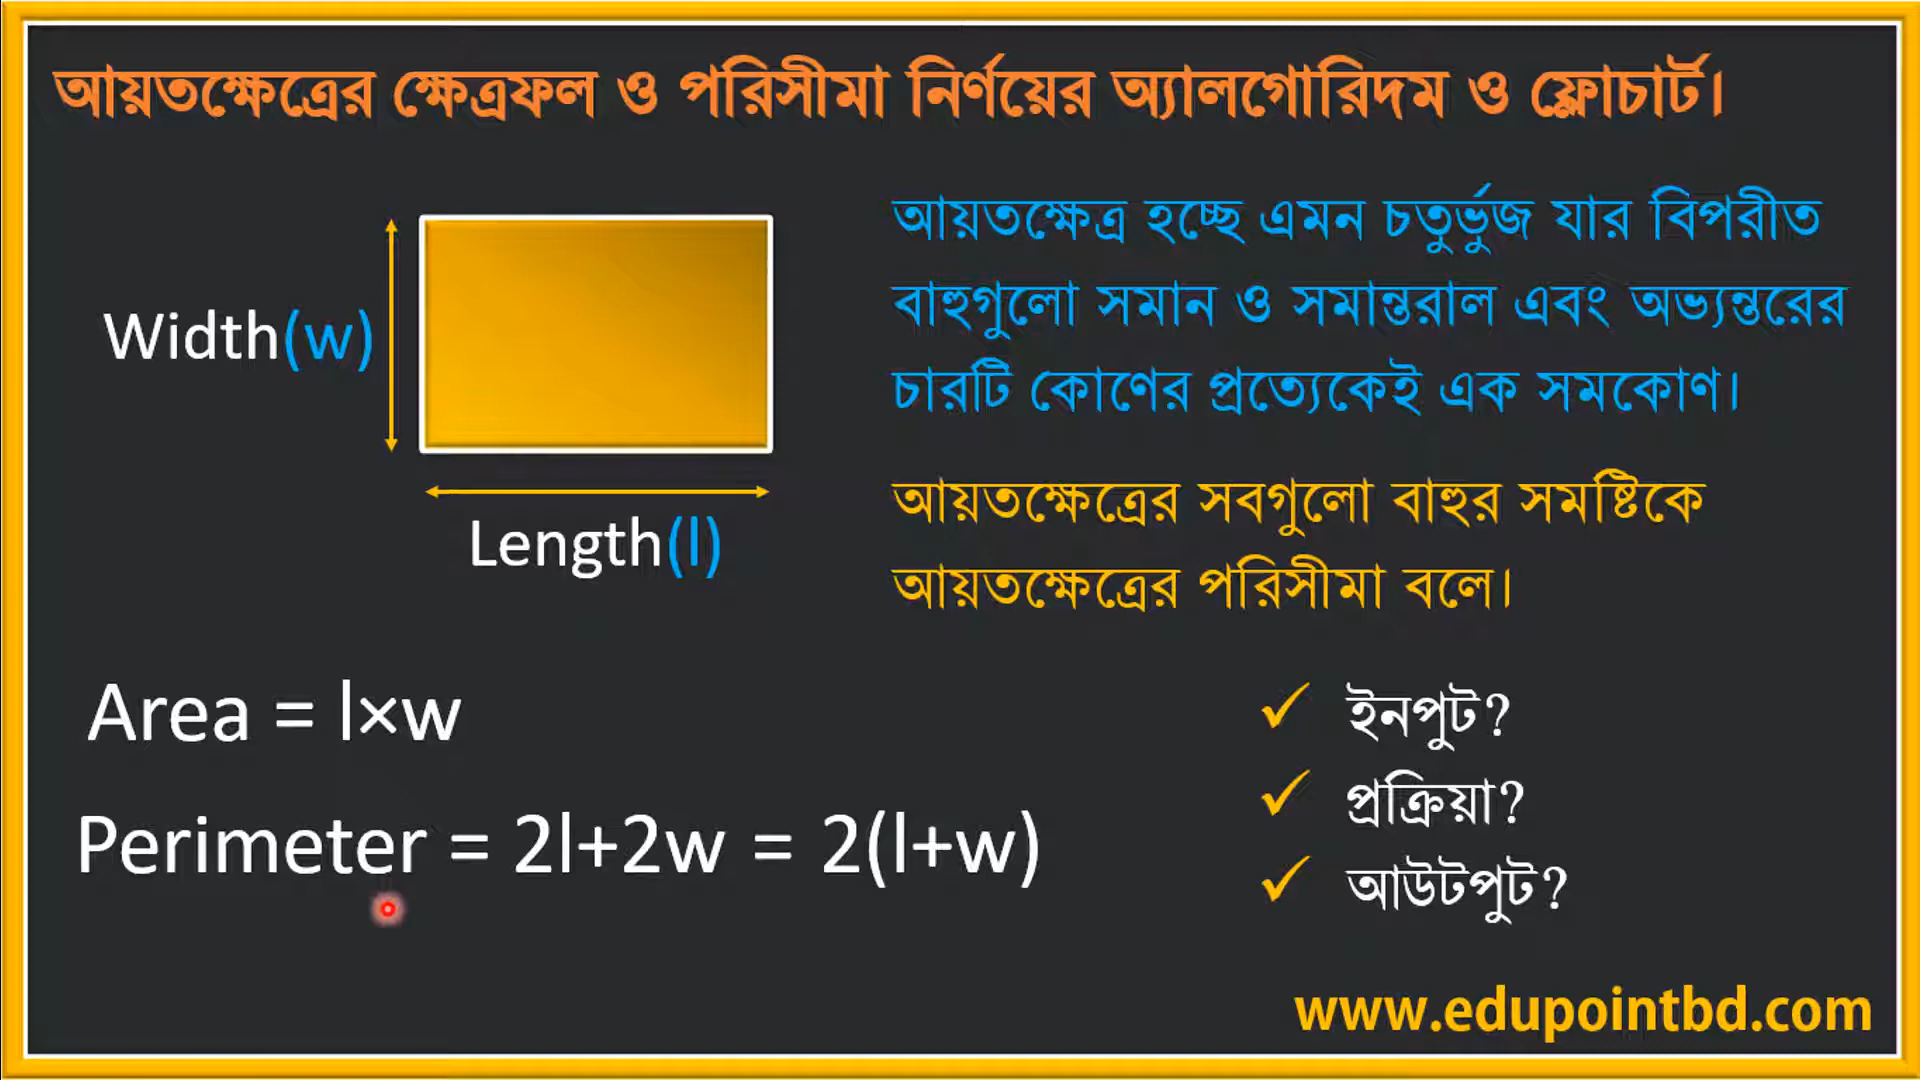 আয়তক্ষেত্রের ক্ষেত্রফল ও পরিসীমা নির্ণয়ের অ্যালগোরিদম ও ফ্লোচার্ট।
আয়তক্ষেত্র হচ্ছে এমন চতুর্ভুজ যার বিপরীত
বাহুগুলো সমান ও সমান্তরাল এবং অভ্যন্তরের
চারটি কোণের প্রত্যেকেই এক সমকোণ।
Width(w)
Length(l)
আয়তক্ষেত্রের সবগুলো বাহুর সমষ্টিকে
আয়তক্ষেত্রের পরিসীমা বলে।
Area = l×w
Perimeter = 2l+2w = 2(l+w)
✓ ইনপুট?
✓ প্রক্রিয়া?
✓ আউটপুট?
www.edupointbd.com